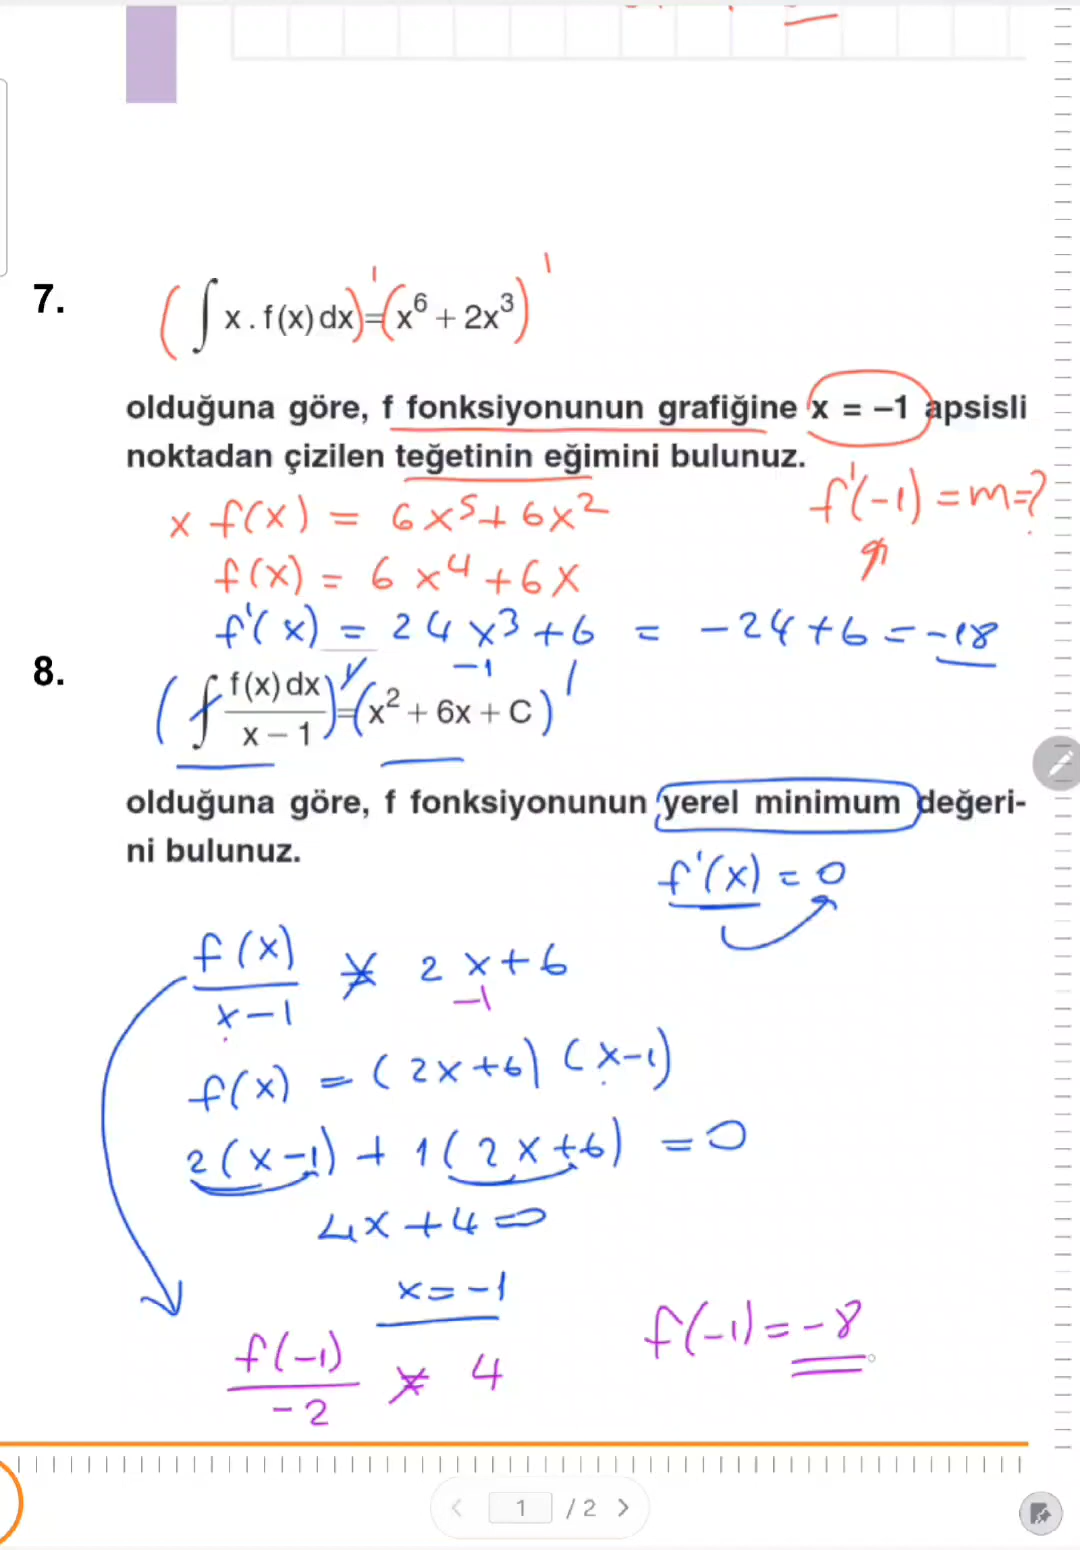 7.
(∫ x . f(x) dx)' = (x⁶ + 2x³)'
olduğuna göre, f fonksiyonunun grafiğine x = –1 apsisli
noktadan çizilen teğetinin eğimini bulunuz.
f'(-1) = m = ?
x f(x) = 6x⁵ + 6x²
f(x) = 6x⁴ + 6x
f'(x) = 24x³ + 6 = -24 + 6 = -18
-1
8.
(∫ f(x) dx / x – 1)' = (x² + 6x + C)'
olduğuna göre, f fonksiyonunun yerel minimum değeri-
ni bulunuz.
f'(x) = 0
f(x) / x-1 = 2x+6
-1
f(x) = (2x+6) (x-1)
2(x-1) + 1(2x+6) = 0
4x + 4 = 0
x = -1
f(-1) / -2 = 4
f(-1) = -8
1 / 2